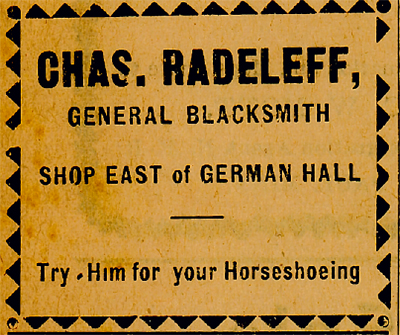 CHAS. RADELEFF,
GENERAL BLACKSMITH
SHOP EAST of GERMAN HALL
Try Him for your Horseshoeing